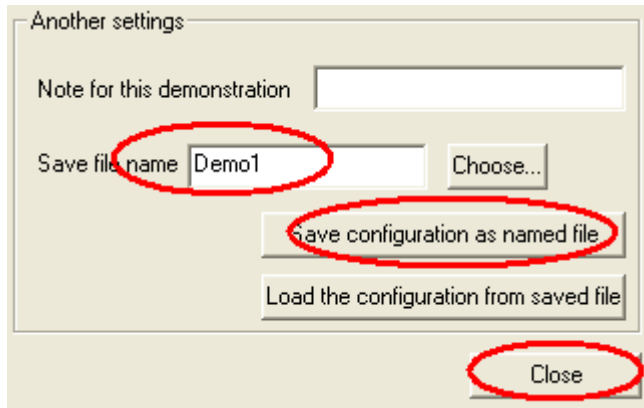 Another settings
Note for this demonstration
Save file name Demo1 Choose...
Save configuration as named file
Load the configuration from saved file
Close